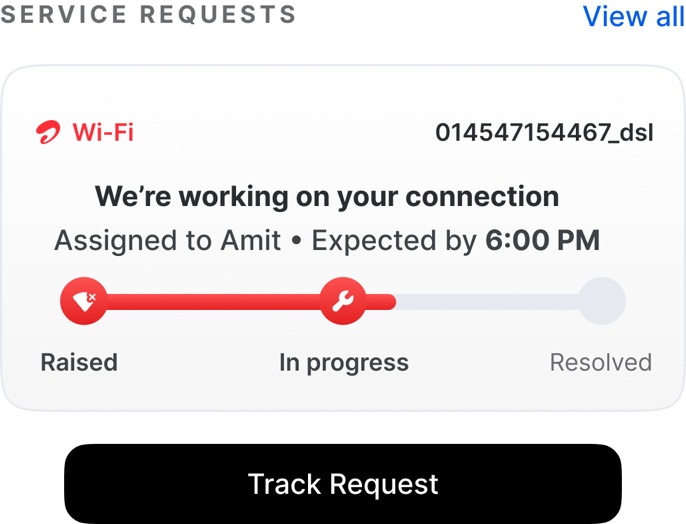 SERVICE REQUESTS View all
Wi-Fi 014547154467_dsl
We’re working on your connection
Assigned to Amit • Expected by 6:00 PM
Raised In progress Resolved
Track Request